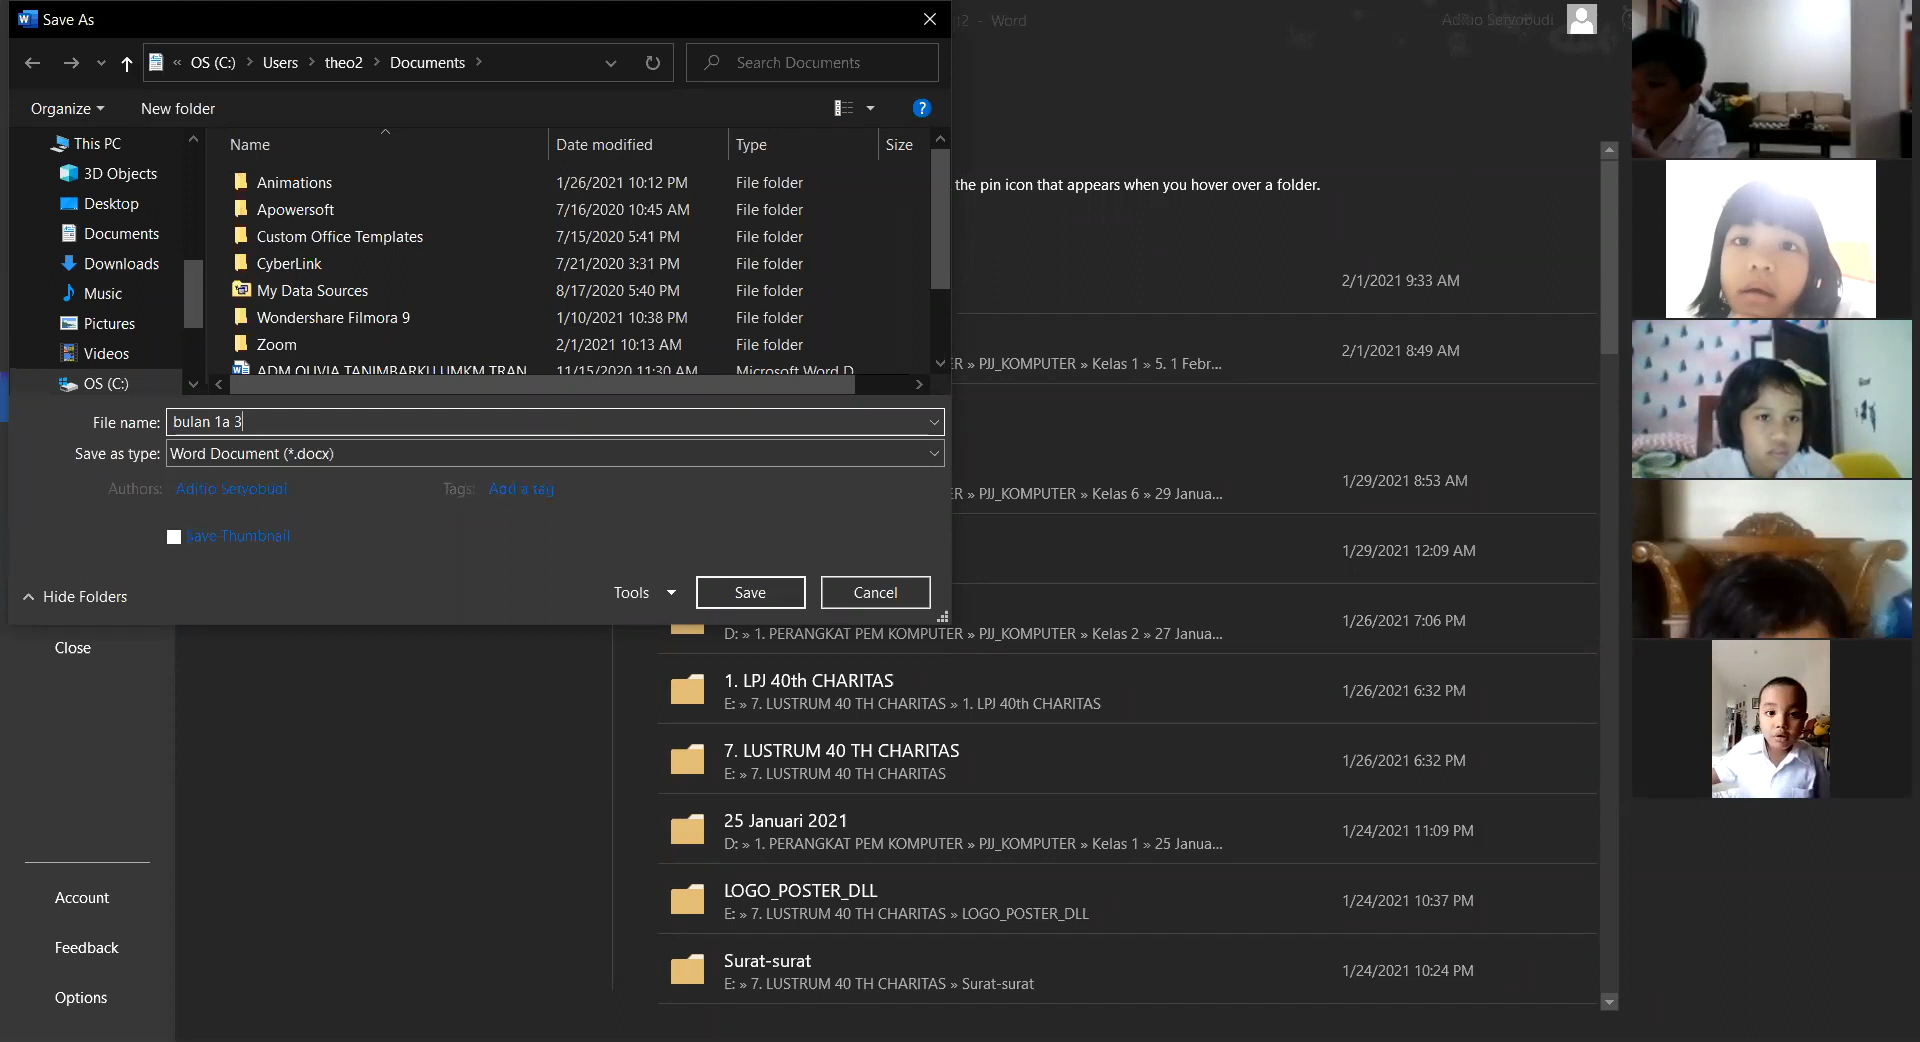 Save As
12 - Word
Aditio Setyobudi
« OS (C:) › Users › theo2 › Documents ›
Search Documents
Organize
New folder
?
This PC
3D Objects
Desktop
Documents
Downloads
Music
Pictures
Videos
OS (C:)
Name Date modified Type Size
Animations 1/26/2021 10:12 PM File folder
Apowersoft 7/16/2020 10:45 AM File folder
Custom Office Templates 7/15/2020 5:41 PM File folder
CyberLink 7/21/2020 3:31 PM File folder
My Data Sources 8/17/2020 5:40 PM File folder
Wondershare Filmora 9 1/10/2021 10:38 PM File folder
Zoom 2/1/2021 10:13 AM File folder
ADM OLIVIA TANIMBARKU UMKM TRAN 11/15/2020 11:30 AM Microsoft Word D
File name: bulan 1a 3
Save as type: Word Document (*.docx)
Authors: Aditio Setyobudi Tags: Add a tag
Save Thumbnail
Hide Folders
Tools
Save
Cancel
the pin icon that appears when you hover over a folder.
2/1/2021 9:33 AM
R » PJJ_KOMPUTER » Kelas 1 » 5. 1 Febr...
2/1/2021 8:49 AM
R » PJJ_KOMPUTER » Kelas 6 » 29 Janua...
1/29/2021 8:53 AM
1/29/2021 12:09 AM
D: » 1. PERANGKAT PEM KOMPUTER » PJJ_KOMPUTER » Kelas 2 » 27 Janua...
1/26/2021 7:06 PM
1. LPJ 40th CHARITAS
E: » 7. LUSTRUM 40 TH CHARITAS » 1. LPJ 40th CHARITAS
1/26/2021 6:32 PM
7. LUSTRUM 40 TH CHARITAS
E: » 7. LUSTRUM 40 TH CHARITAS
1/26/2021 6:32 PM
25 Januari 2021
D: » 1. PERANGKAT PEM KOMPUTER » PJJ_KOMPUTER » Kelas 1 » 25 Janua...
1/24/2021 11:09 PM
LOGO_POSTER_DLL
E: » 7. LUSTRUM 40 TH CHARITAS » LOGO_POSTER_DLL
1/24/2021 10:37 PM
Surat-surat
E: » 7. LUSTRUM 40 TH CHARITAS » Surat-surat
1/24/2021 10:24 PM
Close
Account
Feedback
Options